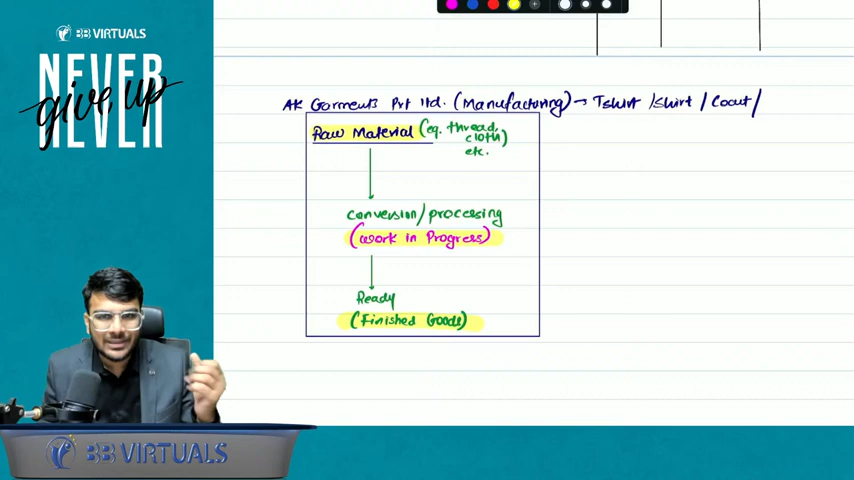 BB VIRTUALS
NEVER
give up
NEVER
AK Garments Pvt ltd. (Manufacturing) → Tshirt /shirt / Coat /
Raw Material (eg. thread,
cloth)
etc.
conversion/processing
(work in Progress)
Ready
(Finished Goods)
BB VIRTUALS